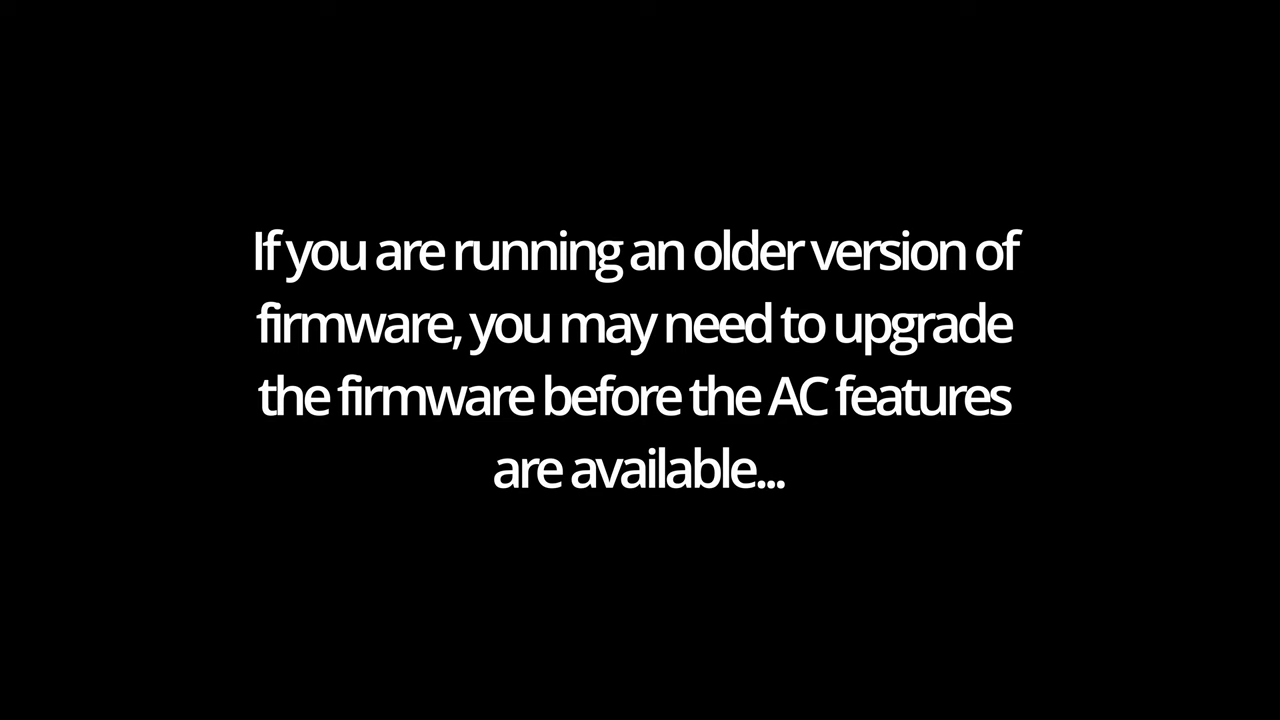 If you are running an older version of
firmware, you may need to upgrade
the firmware before the AC features
are available...